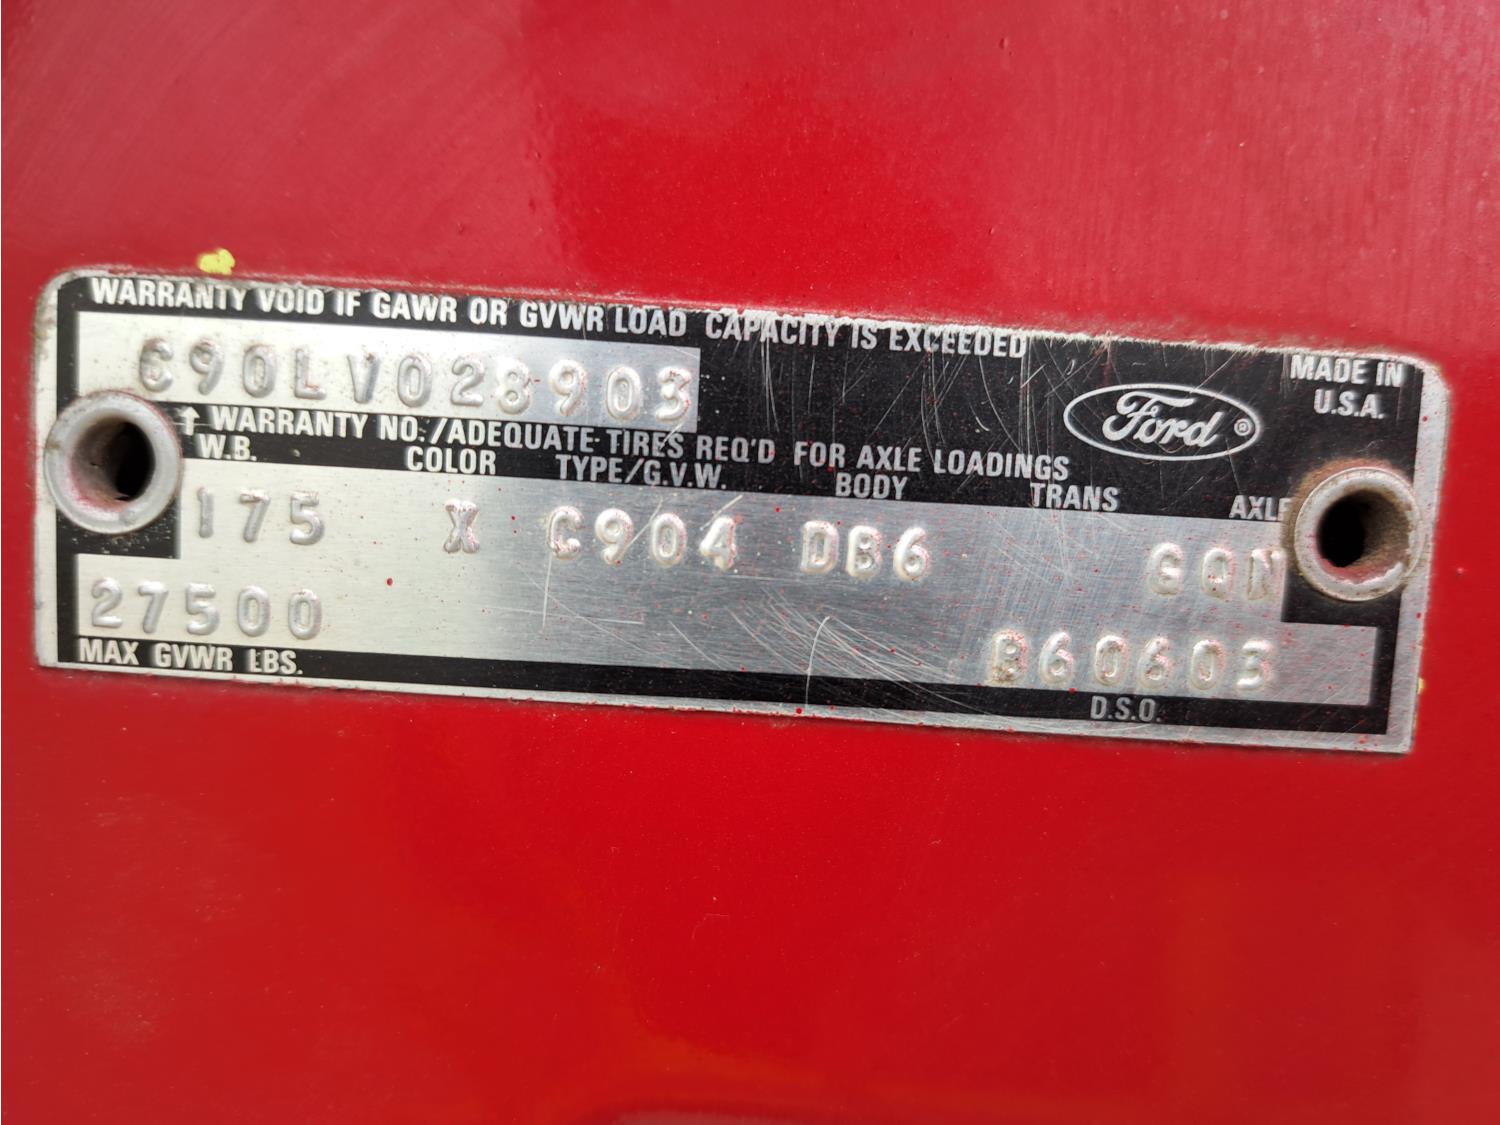 WARRANTY VOID IF GAWR OR GVWR LOAD CAPACITY IS EXCEEDED
MADE IN
U.S.A.
C90LV028903
Ford ®
↑ WARRANTY NO./ADEQUATE TIRES REQ'D FOR AXLE LOADINGS
W.B. COLOR TYPE/G.V.W. BODY TRANS AXLE
175 X C904 DB6 GQN
27500
B60603
MAX GVWR LBS.
D.S.O.